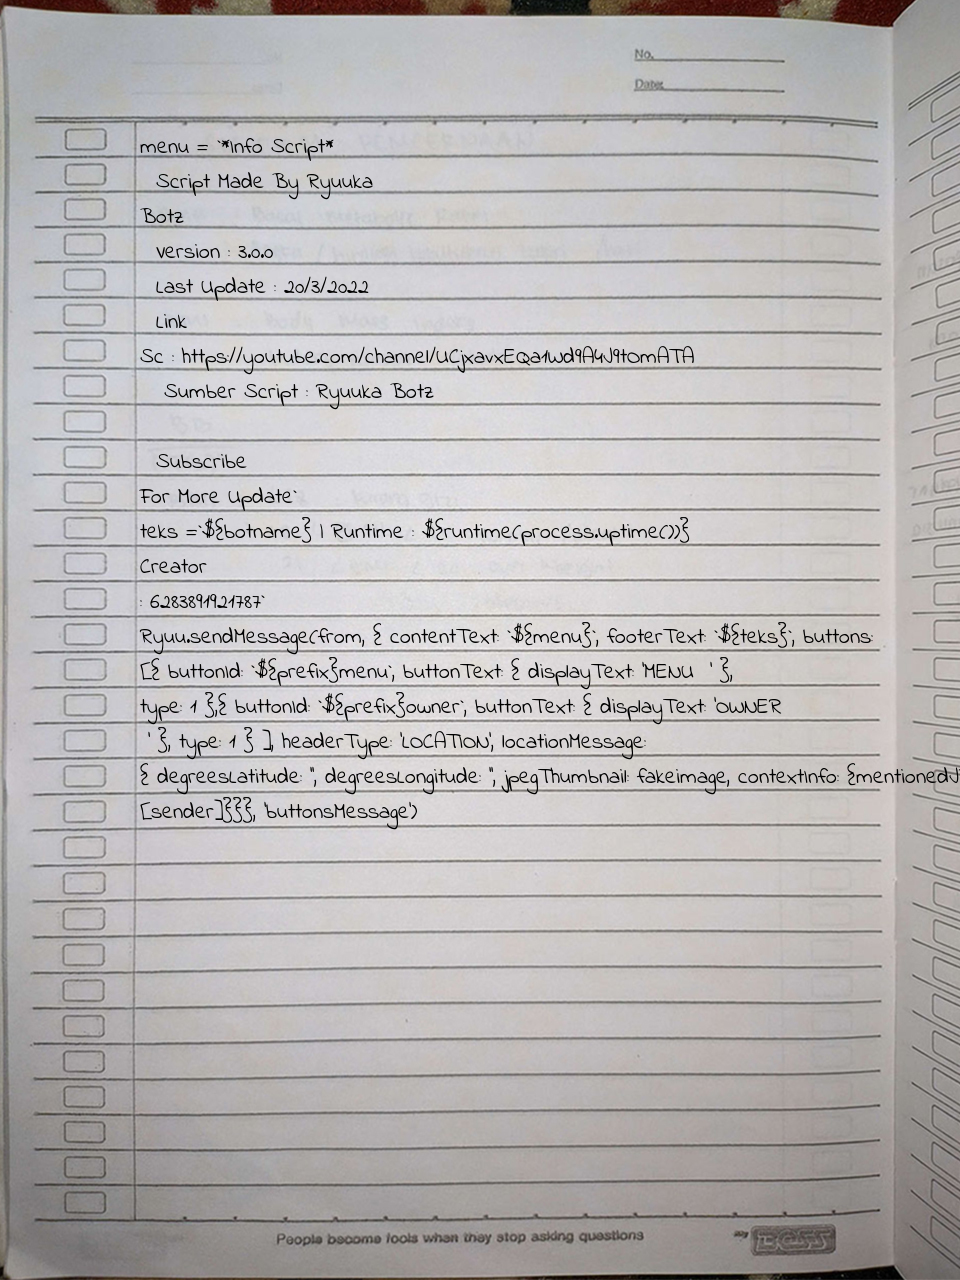 No.
Date:
menu = `*Info Script*
Script Made By Ryuuka
Botz
version : 3.0.0
Last Update : 20/3/2022
Link
Sc : https//youtube.com/channel/UCjxavxEQa1wd9A4J9tomATA
Sumber Script : Ryuuka Botz
Subscribe
For More Update`
teks =`${botname} | Runtime : ${runtime(process.uptime())}
Creator
: 6283891921787`
Ryuu.sendMessage(from, { contentText: `${menu}`, footerText: `${teks}`, buttons:
[{ buttonId: `${prefix}menu`, buttonText: { displayText: 'MENU ' },
type: 1 },{ buttonId: `${prefix}owner`, buttonText: { displayText: 'OWNER
' }, type: 1 } ], headerType: 'LOCATION', locationMessage:
{ degreesLatitude: '', degreesLongitude: '', jpegThumbnail: fakeimage, contextInfo: {mentionedJ
[sender]}}}, 'buttonsMessage')
People become fools when they stop asking questions
my BOSS